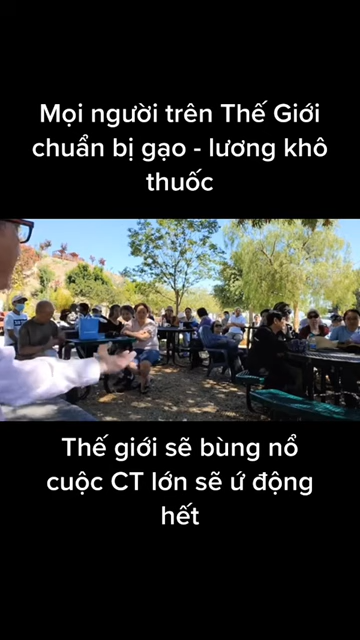 Mọi người trên Thế Giới
chuẩn bị gạo - lương khô
thuốc
Thế giới sẽ bùng nổ
cuộc CT lớn sẽ ứ động
hết